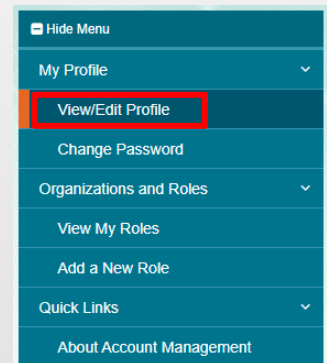 Hide Menu
My Profile
View/Edit Profile
Change Password
Organizations and Roles
View My Roles
Add a New Role
Quick Links
About Account Management